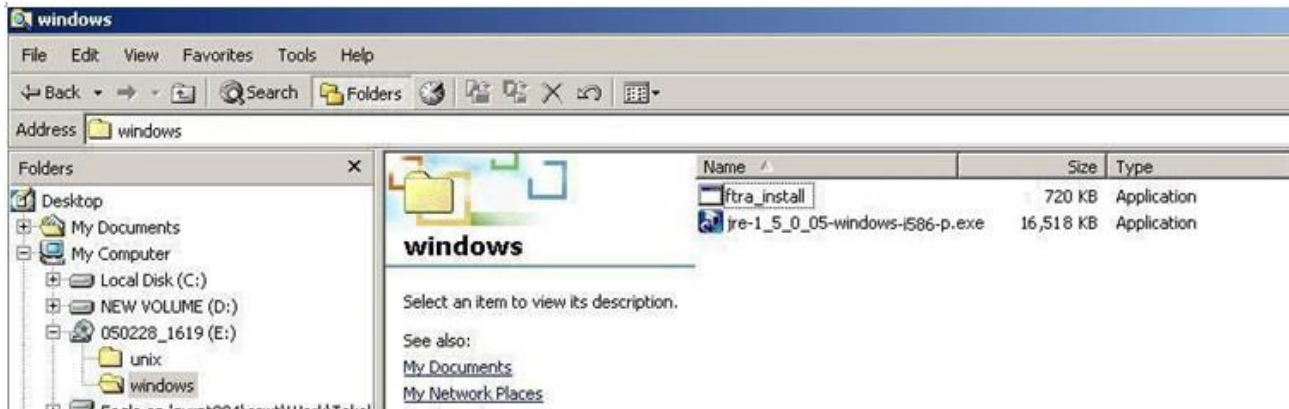 windows
File Edit View Favorites Tools Help
Back Search Folders
Address windows
Folders
Desktop
My Documents
My Computer
Local Disk (C:)
NEW VOLUME (D:)
050228_1619 (E:)
unix
windows
windows
Select an item to view its description.
See also:
My Documents
My Network Places
Name Size Type
ftra_install 720 KB Application
jre-1_5_0_05-windows-i586-p.exe 16,518 KB Application